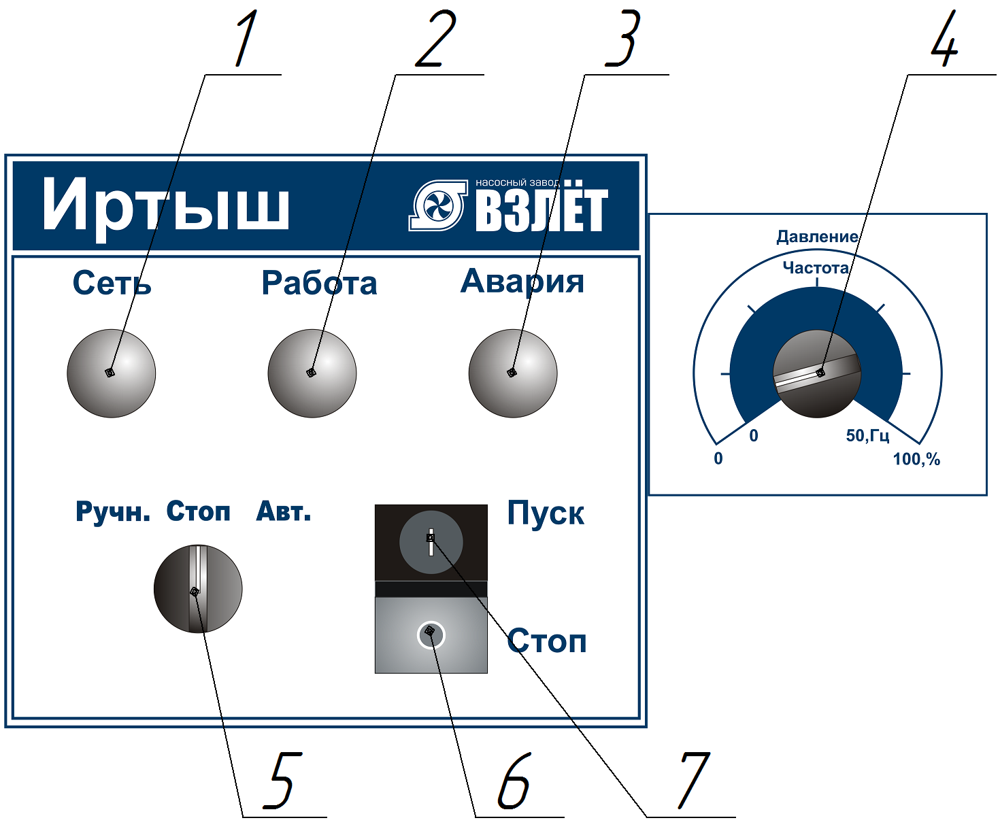 1 2 3 4
Иртыш
насосный завод
ВЗЛЁТ
Сеть Работа Авария
Давление
Частота
0 50,Гц
0 100,%
Ручн. Стоп Авт.
Пуск
Стоп
5 6 7